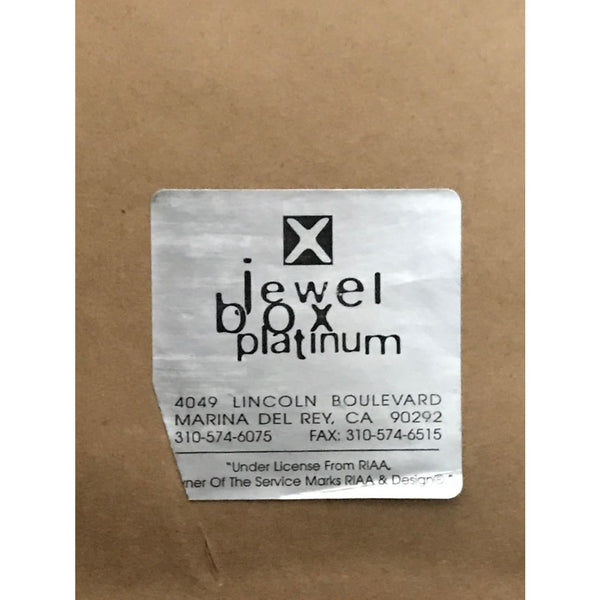 X
jewel
box
platinum
4049 LINCOLN BOULEVARD
MARINA DEL REY, CA 90292
310-574-6075 FAX: 310-574-6515
"Under License From RIAA,
ner Of The Service Marks RIAA & Design®."